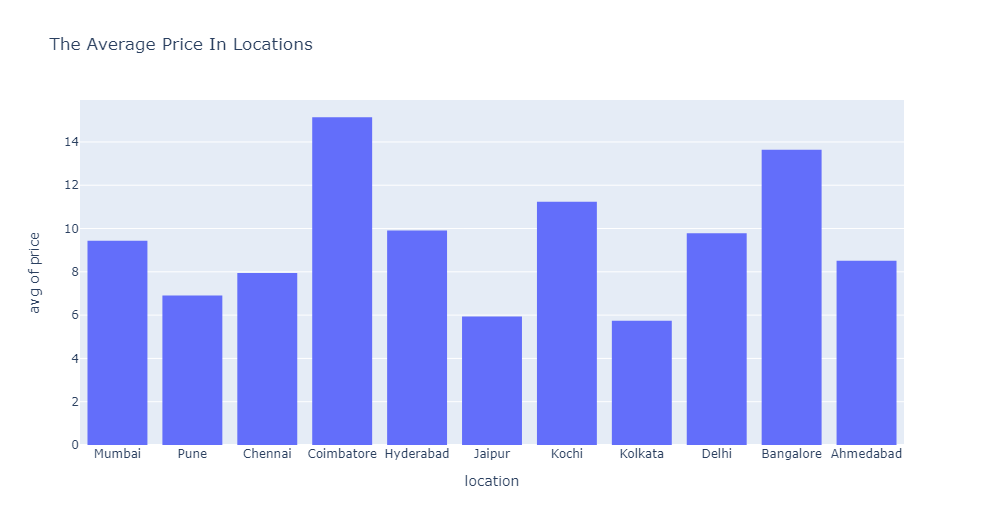 The Average Price In Locations
avg of price
14
12
10
8
6
4
2
0
Mumbai Pune Chennai Coimbatore Hyderabad Jaipur Kochi Kolkata Delhi Bangalore Ahmedabad
location